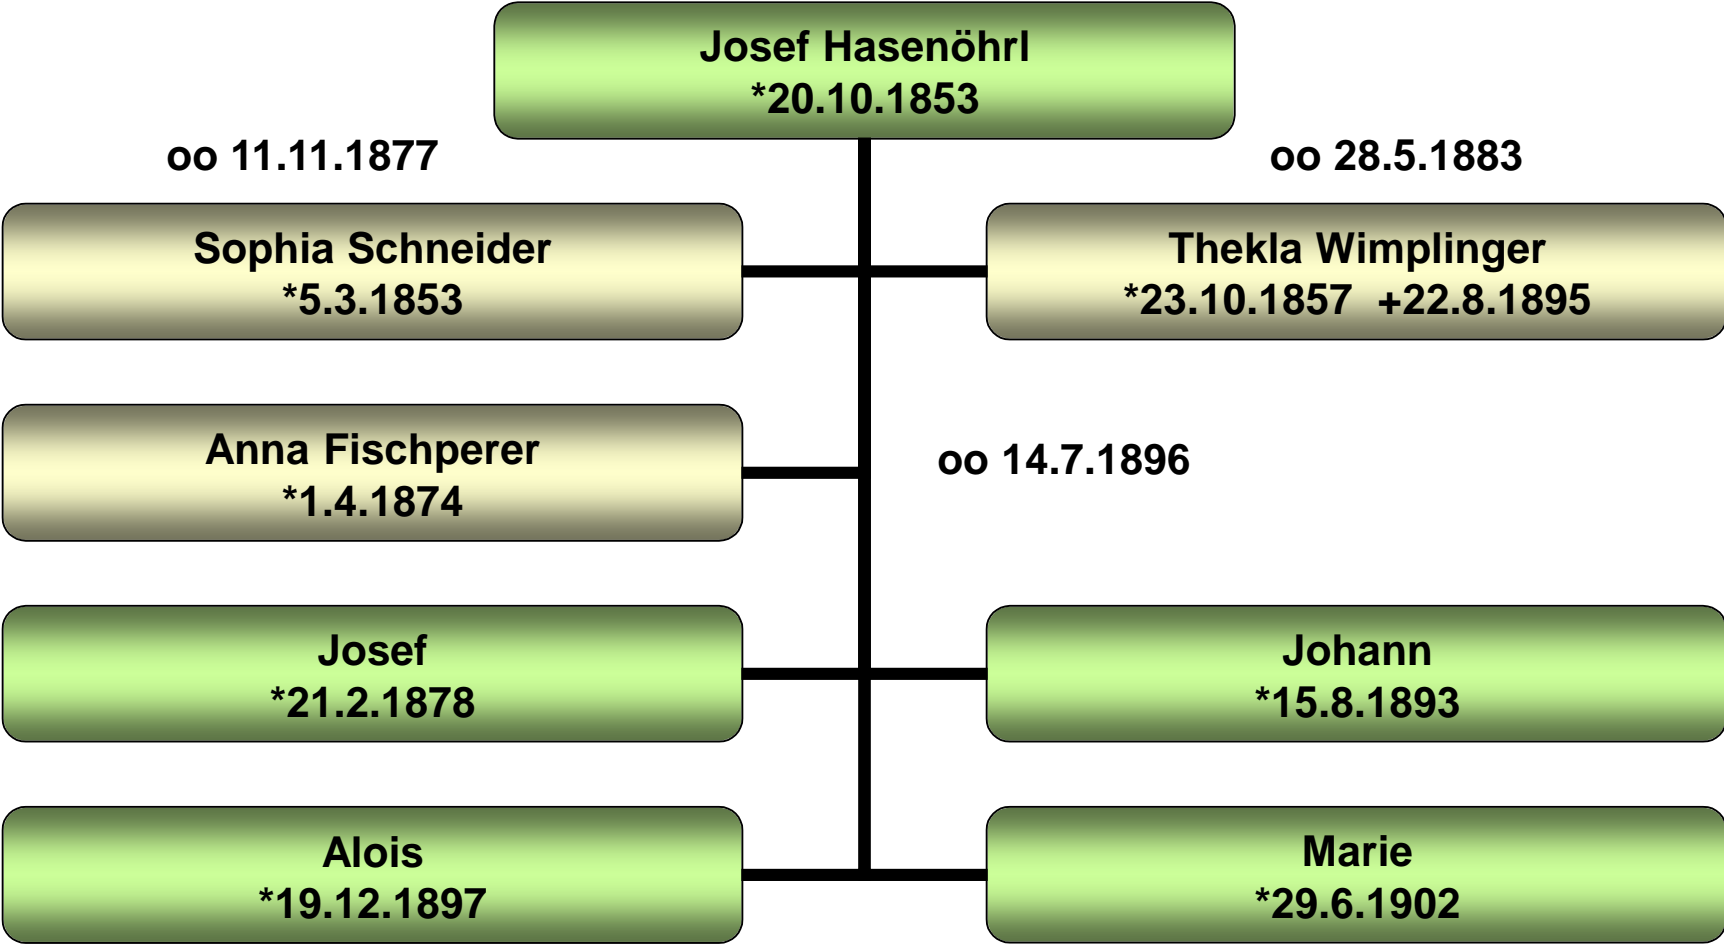 Josef Hasenöhrl
*20.10.1853
oo 11.11.1877
oo 28.5.1883
Sophia Schneider
*5.3.1853
Thekla Wimplinger
*23.10.1857 +22.8.1895
Anna Fischperer
*1.4.1874
oo 14.7.1896
Josef
*21.2.1878
Johann
*15.8.1893
Alois
*19.12.1897
Marie
*29.6.1902